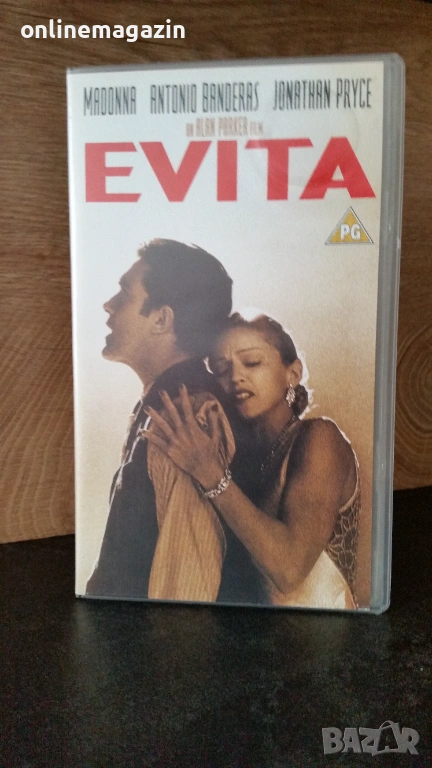 onlinemagazin
MADONNA ANTONIO BANDERAS JONATHAN PRYCE
AN ALAN PARKER FILM...
EVITA
PG
BAZAR